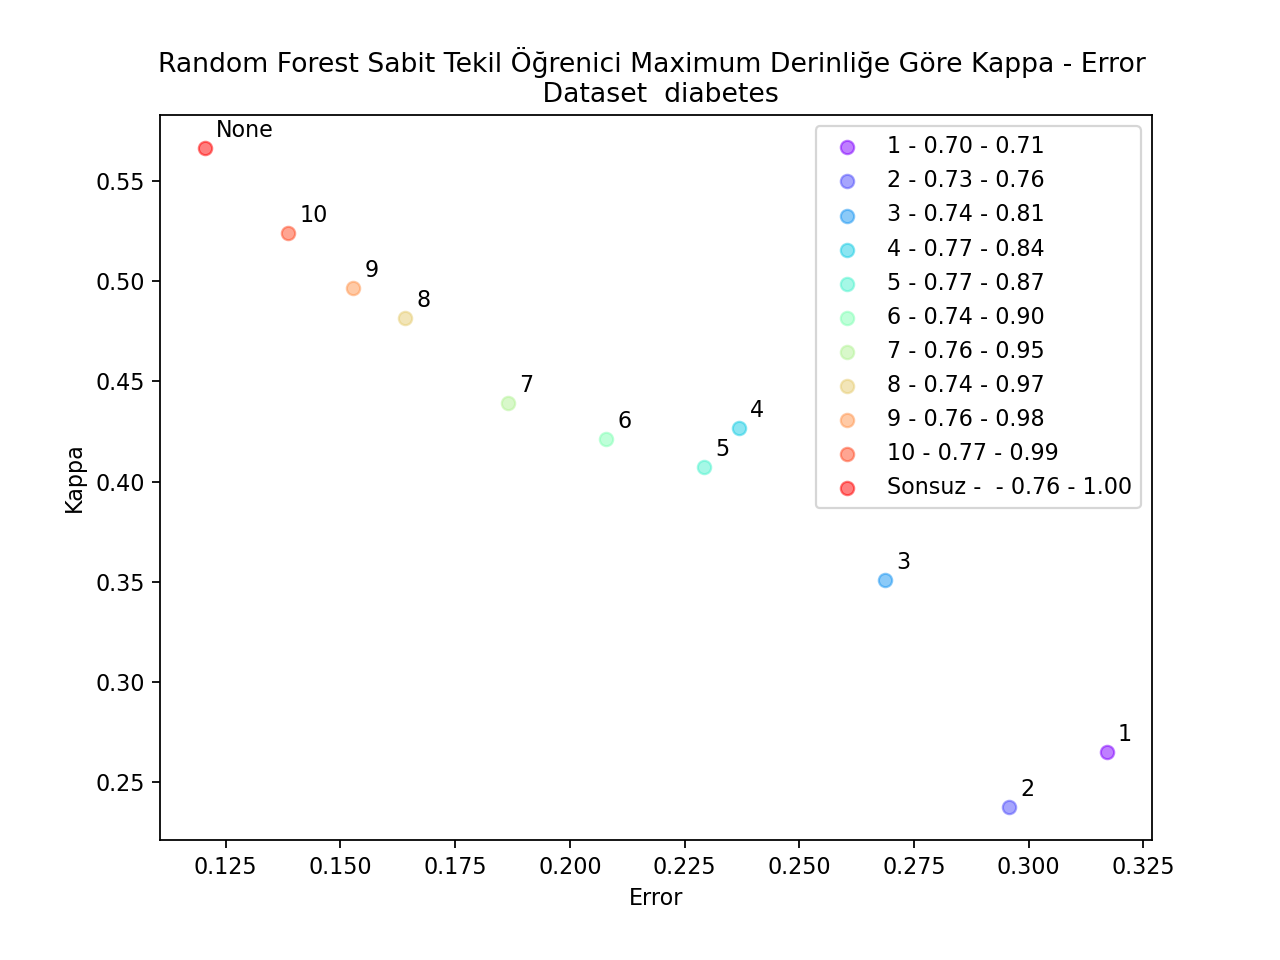 Random Forest Sabit Tekil Öğrenici Maximum Derinliğe Göre Kappa - Error
Dataset  diabetes
None
10
9
8
7
6
5
4
3
2
1
1 - 0.70 - 0.71
2 - 0.73 - 0.76
3 - 0.74 - 0.81
4 - 0.77 - 0.84
5 - 0.77 - 0.87
6 - 0.74 - 0.90
7 - 0.76 - 0.95
8 - 0.74 - 0.97
9 - 0.76 - 0.98
10 - 0.77 - 0.99
Sonsuz -  - 0.76 - 1.00
Kappa
0.55
0.50
0.45
0.40
0.35
0.30
0.25
0.125 0.150 0.175 0.200 0.225 0.250 0.275 0.300 0.325
Error